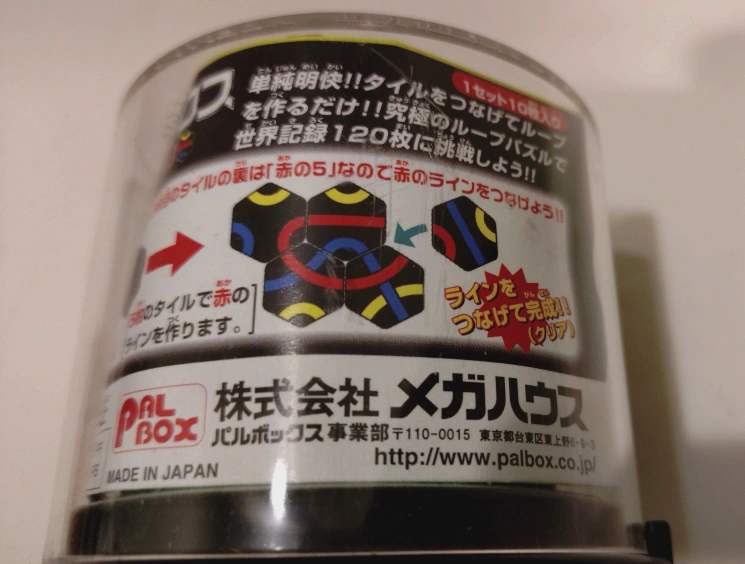 単純明快!!タイルをつなげてループ
を作るだけ!!究極のループパズルで
世界記録120枚に挑戦しよう!!
1セット10枚入り
のタイルの裏は「赤の5」なので赤のラインをつなげよう!!
のタイルで赤の
ラインを作ります。]
ラインを
つなげて完成!!
(クリア)
PAL
BOX
株式会社 メガハウス
パルボックス事業部 〒110-0015 東京都台東区東上野6-9-3
http://www.palbox.co.jp/
MADE IN JAPAN